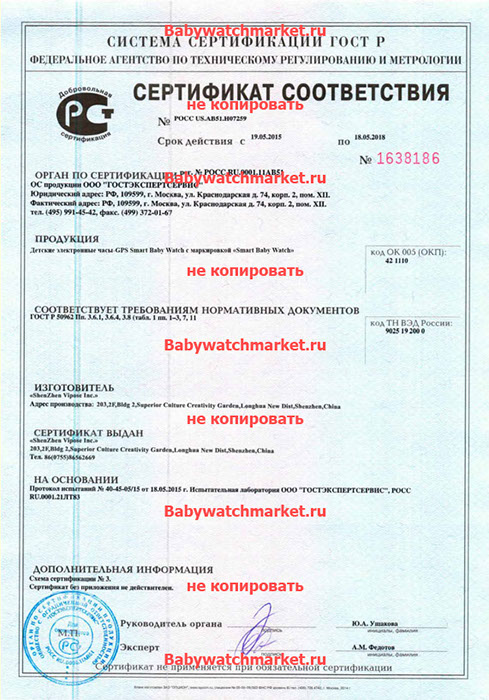 Babywatchmarket.ru
СИСТЕМА СЕРТИФИКАЦИИ ГОСТ Р
ФЕДЕРАЛЬНОЕ АГЕНТСТВО ПО ТЕХНИЧЕСКОМУ РЕГУЛИРОВАНИЮ И МЕТРОЛОГИИ
Babywatchmarket.ru
Добровольная
сертификация
СЕРТИФИКАТ СООТВЕТСТВИЯ
не копировать
№ РОСС US.АВ51.Н07259
Срок действия с 19.05.2015 по 18.05.2018
№ 1638186
ОРГАН ПО СЕРТИФИКАЦИИ рег. № РОСС RU.0001.11АВ51
ОС продукции ООО "ГОСТЭКСПЕРТСЕРВИС"
Юридический адрес: РФ, 109599, г. Москва, ул. Краснодарская д. 74, корп. 2, пом. XII.
Фактический адрес: РФ, 109599, г. Москва, ул. Краснодарская д. 74, корп. 2, пом. XII.
тел. (495) 991-45-42, факс. (499) 372-01-67
Babywatchmarket.ru
ПРОДУКЦИЯ
Детские электронные часы-GPS Smart Baby Watch с маркировкой «Smart Baby Watch»
код ОК 005 (ОКП):
42 1110
не копировать
СООТВЕТСТВУЕТ ТРЕБОВАНИЯМ НОРМАТИВНЫХ ДОКУМЕНТОВ
ГОСТ Р 50962 Пп. 3.6.1, 3.6.4, 3.8 (табл. 1 пп. 1–3, 7, 11
код ТН ВЭД России:
9025 19 200 0
Babywatchmarket.ru
ИЗГОТОВИТЕЛЬ
«ShenZhen Vipose Inc.»
Адрес производства: 203,2F,Bldg 2,Superior Cuiture Creativity Garden,Longhua New Dist,Shenzhen,China
не копировать
СЕРТИФИКАТ ВЫДАН
«ShenZhen Vipose Inc.»
203,2F,Bldg 2,Superior Cuiture Creativity Garden,Longhua New Dist,Shenzhen,China
Тел. 86(0755)86562669
НА ОСНОВАНИИ
Протокол испытаний № 40-45-05/15 от 18.05.2015 г. Испытательная лаборатория ООО "ГОСТЭКСПЕРТСЕРВИС", РОСС
RU.0001.21ЛТ83
Babywatchmarket.ru
ДОПОЛНИТЕЛЬНАЯ ИНФОРМАЦИЯ
Схема сертификации № 3.
Сертификат без приложения не действителен.
не копировать
М.П.
Руководитель органа
подпись
Ю.А. Ушакова
инициалы, фамилия
Эксперт
подпись
А.М. Федотов
инициалы, фамилия
Babywatchmarket.ru
Сертификат не применяется при обязательной сертификации